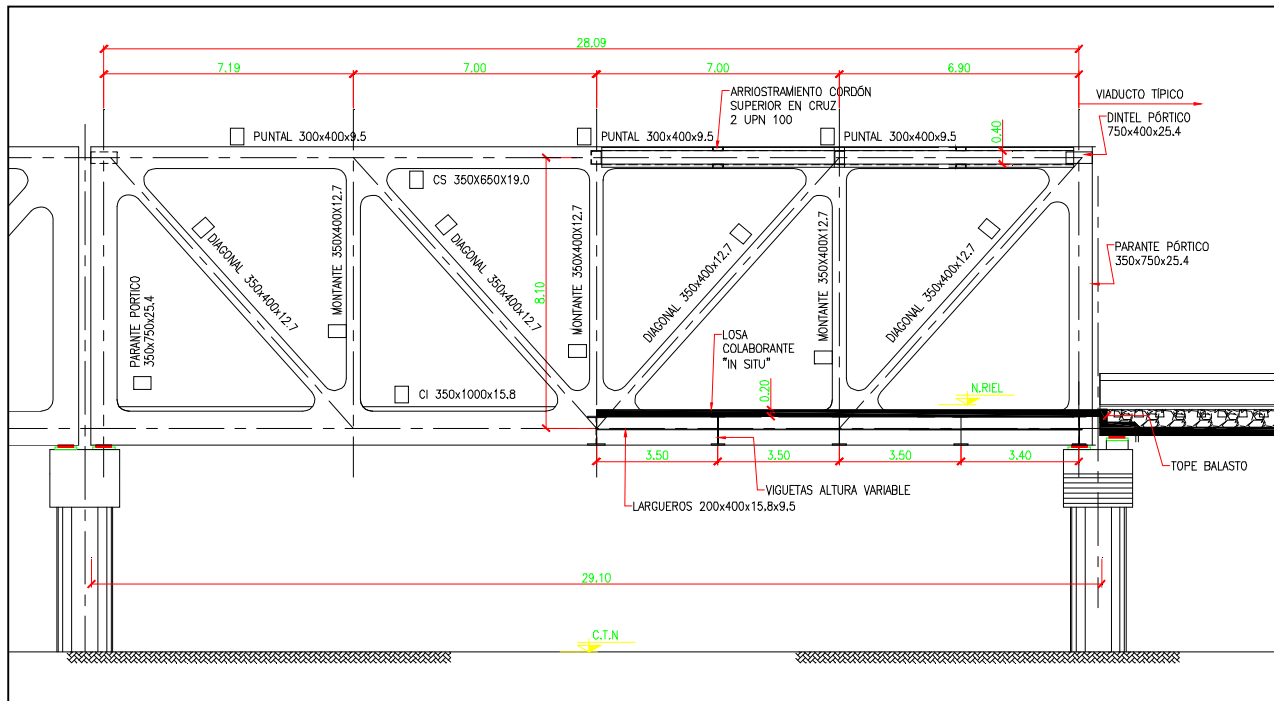 28.09
7.19
7.00
7.00
6.90
ARRIOSTRAMIENTO CORDÓN
SUPERIOR EN CRUZ
2 UPN 100
VIADUCTO TÍPICO
DINTEL PÓRTICO
750x400x25.4
PUNTAL 300x400x9.5
PUNTAL 300x400x9.5
PUNTAL 300x400x9.5
0.40
CS 350X650X19.0
MONTANTE 350X400X12.7
DIAGONAL 350x400x12.7
DIAGONAL 350x400x12.7
MONTANTE 350X400X12.7
DIAGONAL 350x400x12.7
MONTANTE 350X400X12.7
DIAGONAL 350x400x12.7
PARANTE PÓRTICO
350x750x25.4
8.10
PARANTE PÓRTICO
350x750x25.4
LOSA
COLABORANTE
"IN SITU"
0.20
N.RIEL
CI 350x1000x15.8
3.50
3.50
3.50
3.40
TOPE BALASTO
VIGUETAS ALTURA VARIABLE
LARGUEROS 200x400x15.8x9.5
29.10
C.T.N